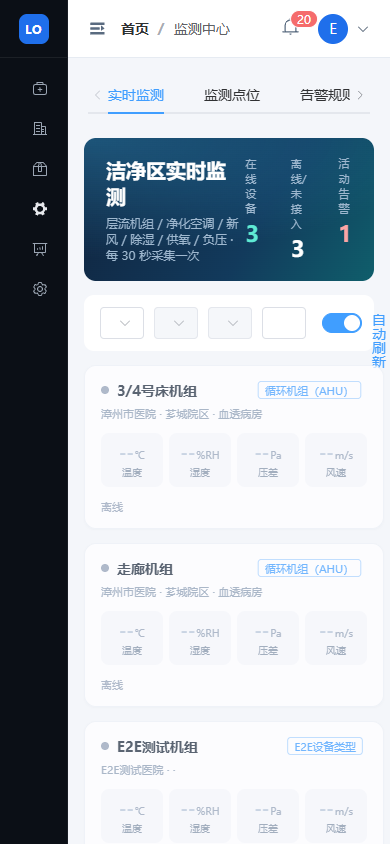 LO
首页 / 监测中心
20
E
实时监测
监测点位
告警规则
洁净区实时监
测
层流机组 / 净化空调 / 新
风 / 除湿 / 供氧 / 负压 ·
每 30 秒采集一次
在
线
设
备
3
离
线/
未
接
入
3
活
动
告
警
1
自
动
刷
新
3/4号床机组
循环机组（AHU）
漳州市医院 · 芗城院区 · 血透病房
--℃
温度
--%RH
湿度
--Pa
压差
--m/s
风速
离线
走廊机组
循环机组（AHU）
漳州市医院 · 芗城院区 · 血透病房
--℃
温度
--%RH
湿度
--Pa
压差
--m/s
风速
离线
E2E测试机组
E2E设备类型
E2E测试医院 · ·
--℃
温度
--%RH
湿度
--Pa
压差
--m/s
风速